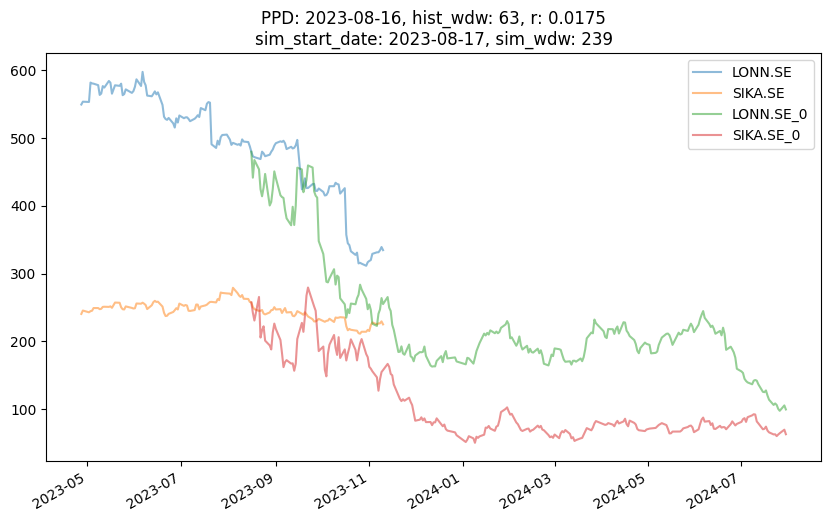 PPD: 2023-08-16, hist_wdw: 63, r: 0.0175
sim_start_date: 2023-08-17, sim_wdw: 239
LONN.SE
SIKA.SE
LONN.SE_0
SIKA.SE_0
600
500
400
300
200
100
2023-05
2023-07
2023-09
2023-11
2024-01
2024-03
2024-05
2024-07